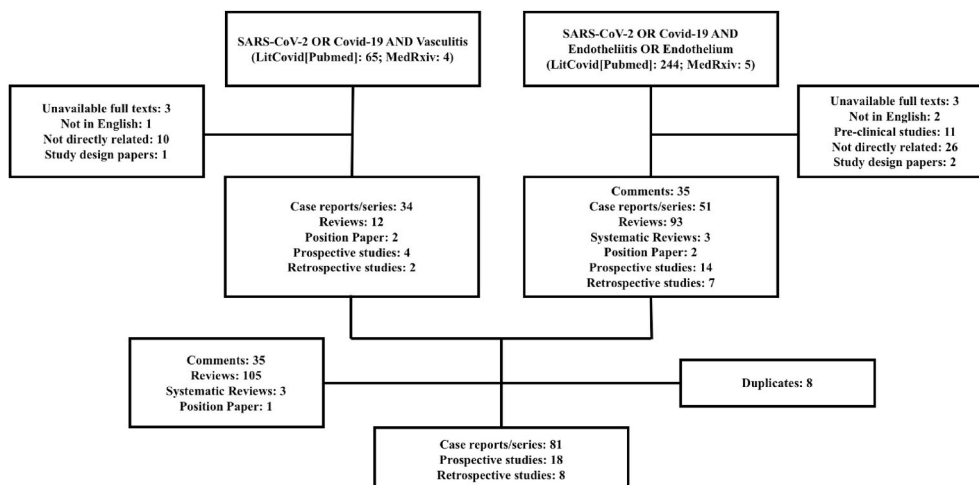 SARS-CoV-2 OR Covid-19 AND Vasculitis
(LitCovid[Pubmed]: 65; MedRxiv: 4)
SARS-CoV-2 OR Covid-19 AND
Endotheliitis OR Endothelium
(LitCovid[Pubmed]: 244; MedRxiv: 5)
Unavailable full texts: 3
Not in English: 1
Not directly related: 10
Study design papers: 1
Unavailable full texts: 3
Not in English: 2
Pre-clinical studies: 11
Not directly related: 26
Study design papers: 2
Case reports/series: 34
Reviews: 12
Position Paper: 2
Prospective studies: 4
Retrospective studies: 2
Comments: 35
Case reports/series: 51
Reviews: 93
Systematic Reviews: 3
Position Paper: 2
Prospective studies: 14
Retrospective studies: 7
Comments: 35
Reviews: 105
Systematic Reviews: 3
Position Paper: 1
Duplicates: 8
Case reports/series: 81
Prospective studies: 18
Retrospective studies: 8